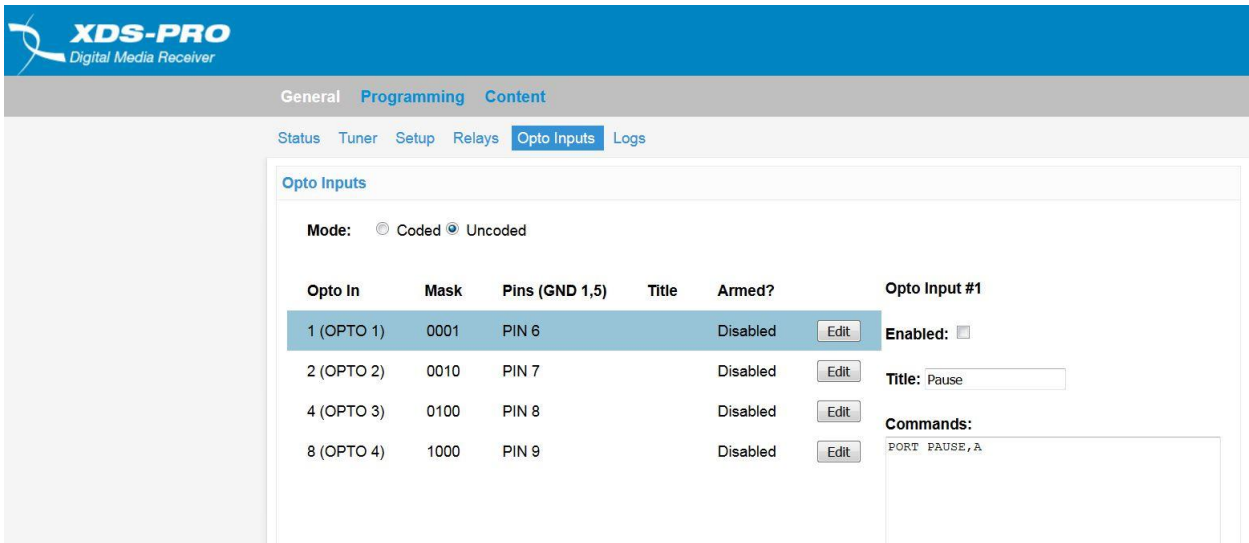 XDS-PRO
Digital Media Receiver
General Programming Content
Status Tuner Setup Relays Opto Inputs Logs
Opto Inputs
Mode: Coded Uncoded
Opto In Mask Pins (GND 1,5) Title Armed?
1 (OPTO 1) 0001 PIN 6 Disabled Edit
2 (OPTO 2) 0010 PIN 7 Disabled Edit
4 (OPTO 3) 0100 PIN 8 Disabled Edit
8 (OPTO 4) 1000 PIN 9 Disabled Edit
Opto Input #1
Enabled:
Title: Pause
Commands:
PORT PAUSE,A